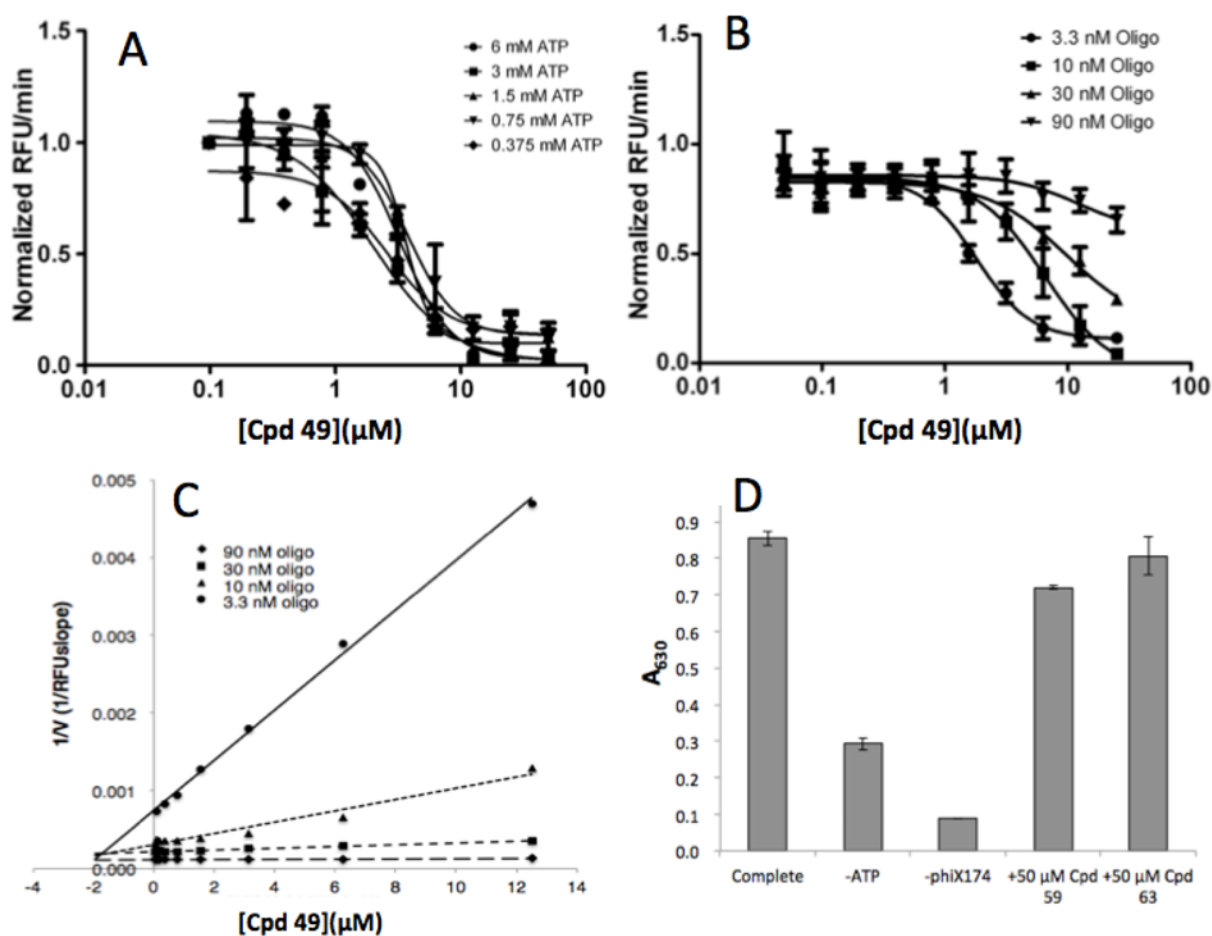 A
1.5
1.0
0.5
0.0
Normalized RFU/min
6 mM ATP
3 mM ATP
1.5 mM ATP
0.75 mM ATP
0.375 mM ATP
0.01
0.1
1
10
100
[Cpd 49](µM)
B
1.5
1.0
0.5
0.0
Normalized RFU/min
3.3 nM Oligo
10 nM Oligo
30 nM Oligo
90 nM Oligo
0.01
0.1
1
10
100
[Cpd 49](µM)
C
0.005
0.004
0.003
0.002
0.001
0.000
1/V (1/RFUslope)
90 nM oligo
30 nM oligo
10 nM oligo
3.3 nM oligo
-4
-2
0
2
4
6
8
10
12
14
[Cpd 49](µM)
D
0.9
0.8
0.7
0.6
0.5
0.4
0.3
0.2
0.1
0.0
A630
Complete
-ATP
-phiX174
+50 µM Cpd
59
+50 µM Cpd
63